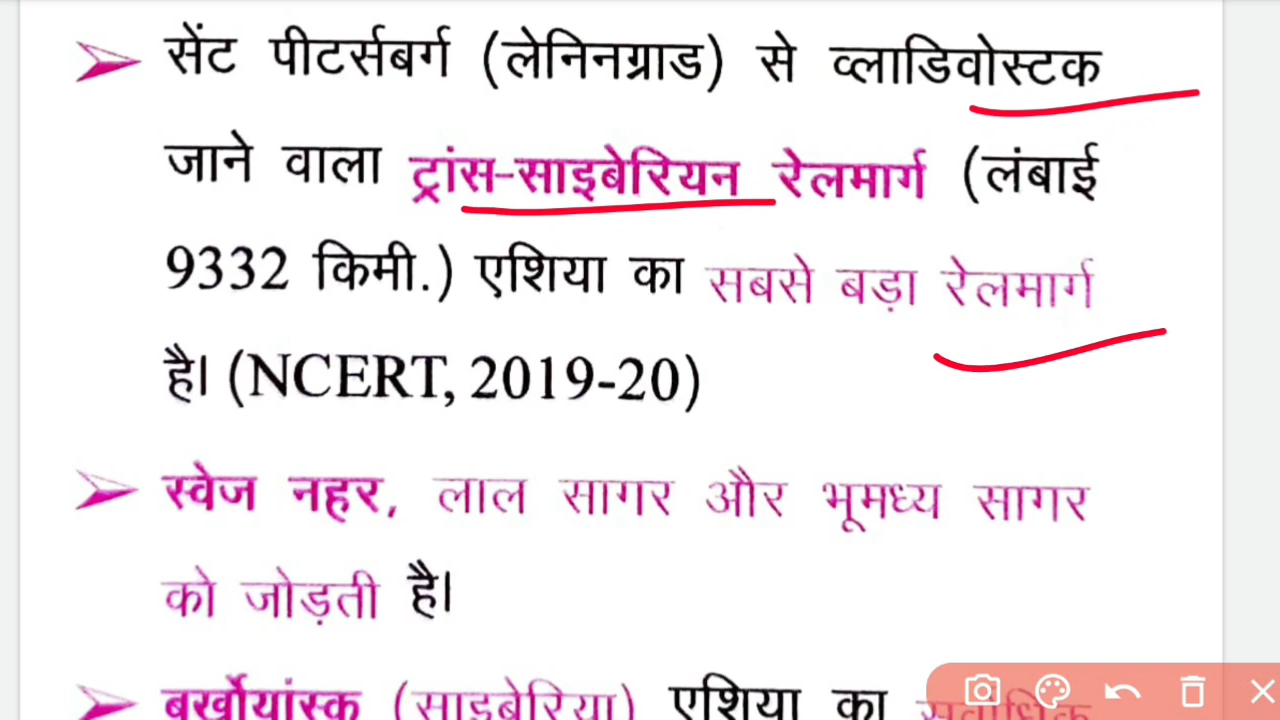 सेंट पीटर्सबर्ग (लेनिनग्राड) से व्लाडिवोस्टक
जाने वाला ट्रांस-साइबेरियन रेलमार्ग (लंबाई
9332 किमी.) एशिया का सबसे बड़ा रेलमार्ग
है। (NCERT, 2019-20)
स्वेज नहर, लाल सागर और भूमध्य सागर
को जोड़ती है।
बर्खोयांस्क (साइबेरिया) एशिया का